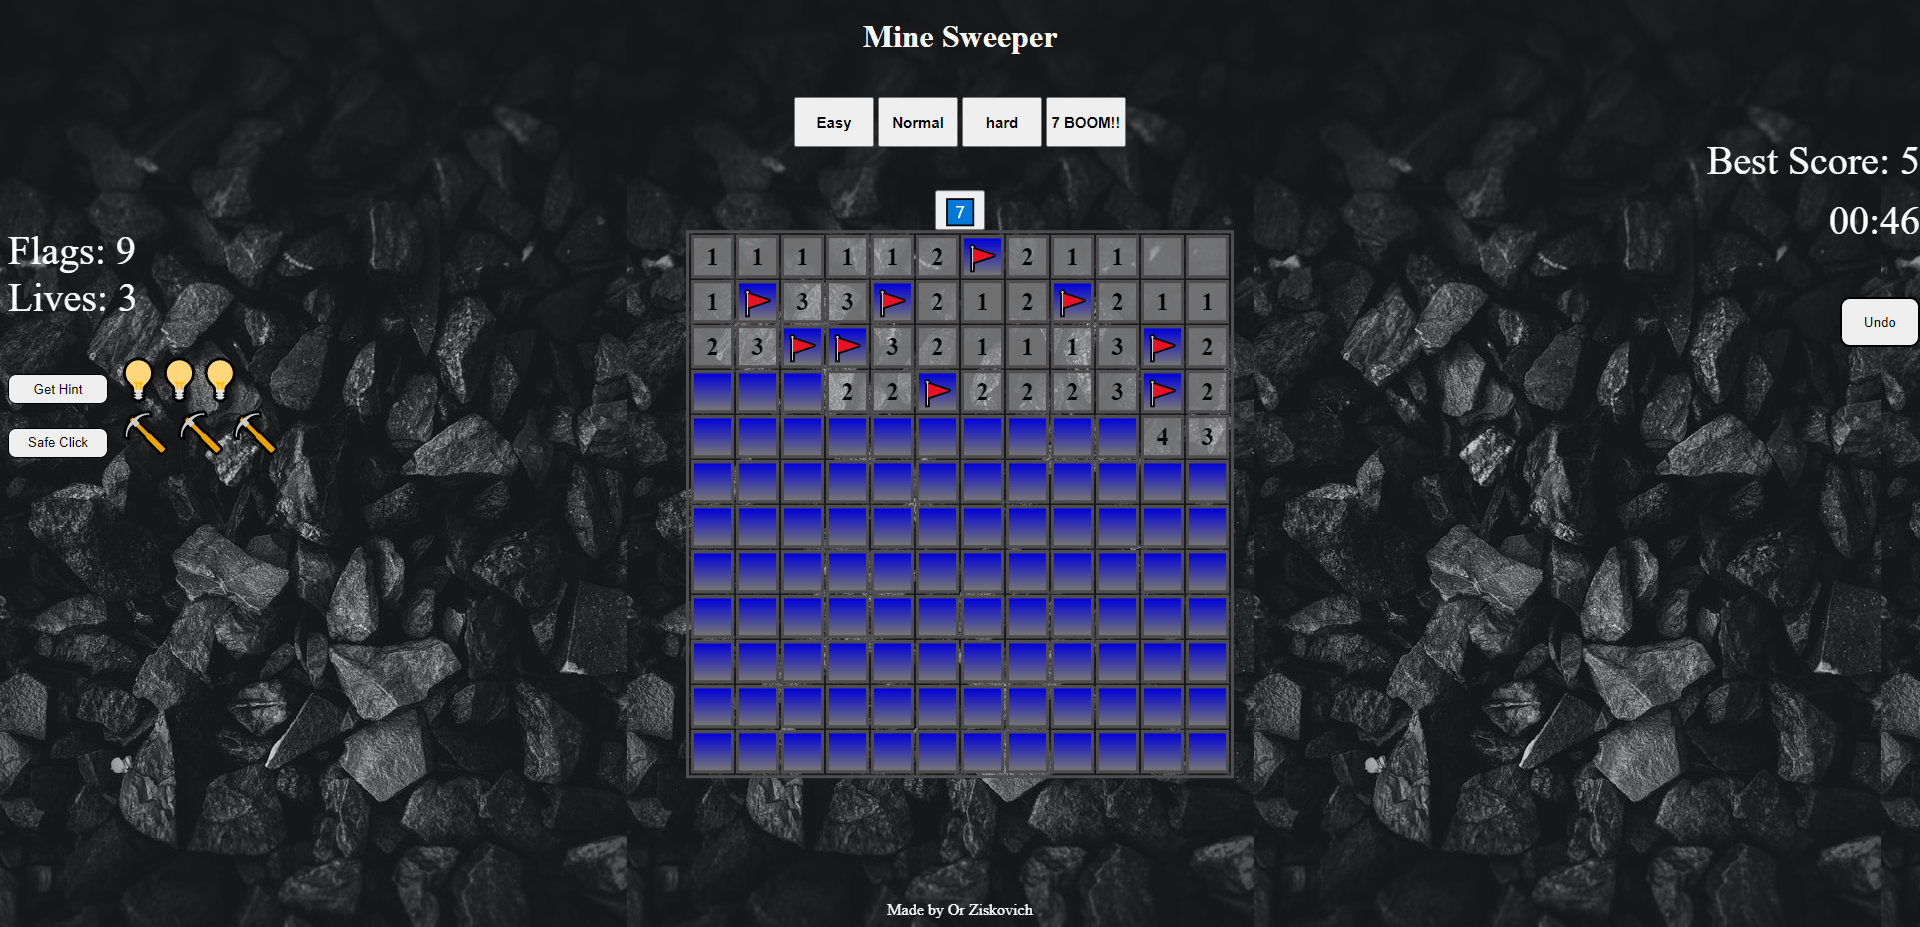 Mine Sweeper
Easy Normal hard 7 BOOM!!
Best Score: 5
00:46
7
Flags: 9
Lives: 3
Undo
Get Hint
Safe Click
1 1 1 1 1 2 2 1 1
1 3 3 2 1 2 2 1 1
2 3 3 2 1 1 1 3 2
2 2 2 2 2 3 2
4 3
Made by Or Ziskovich